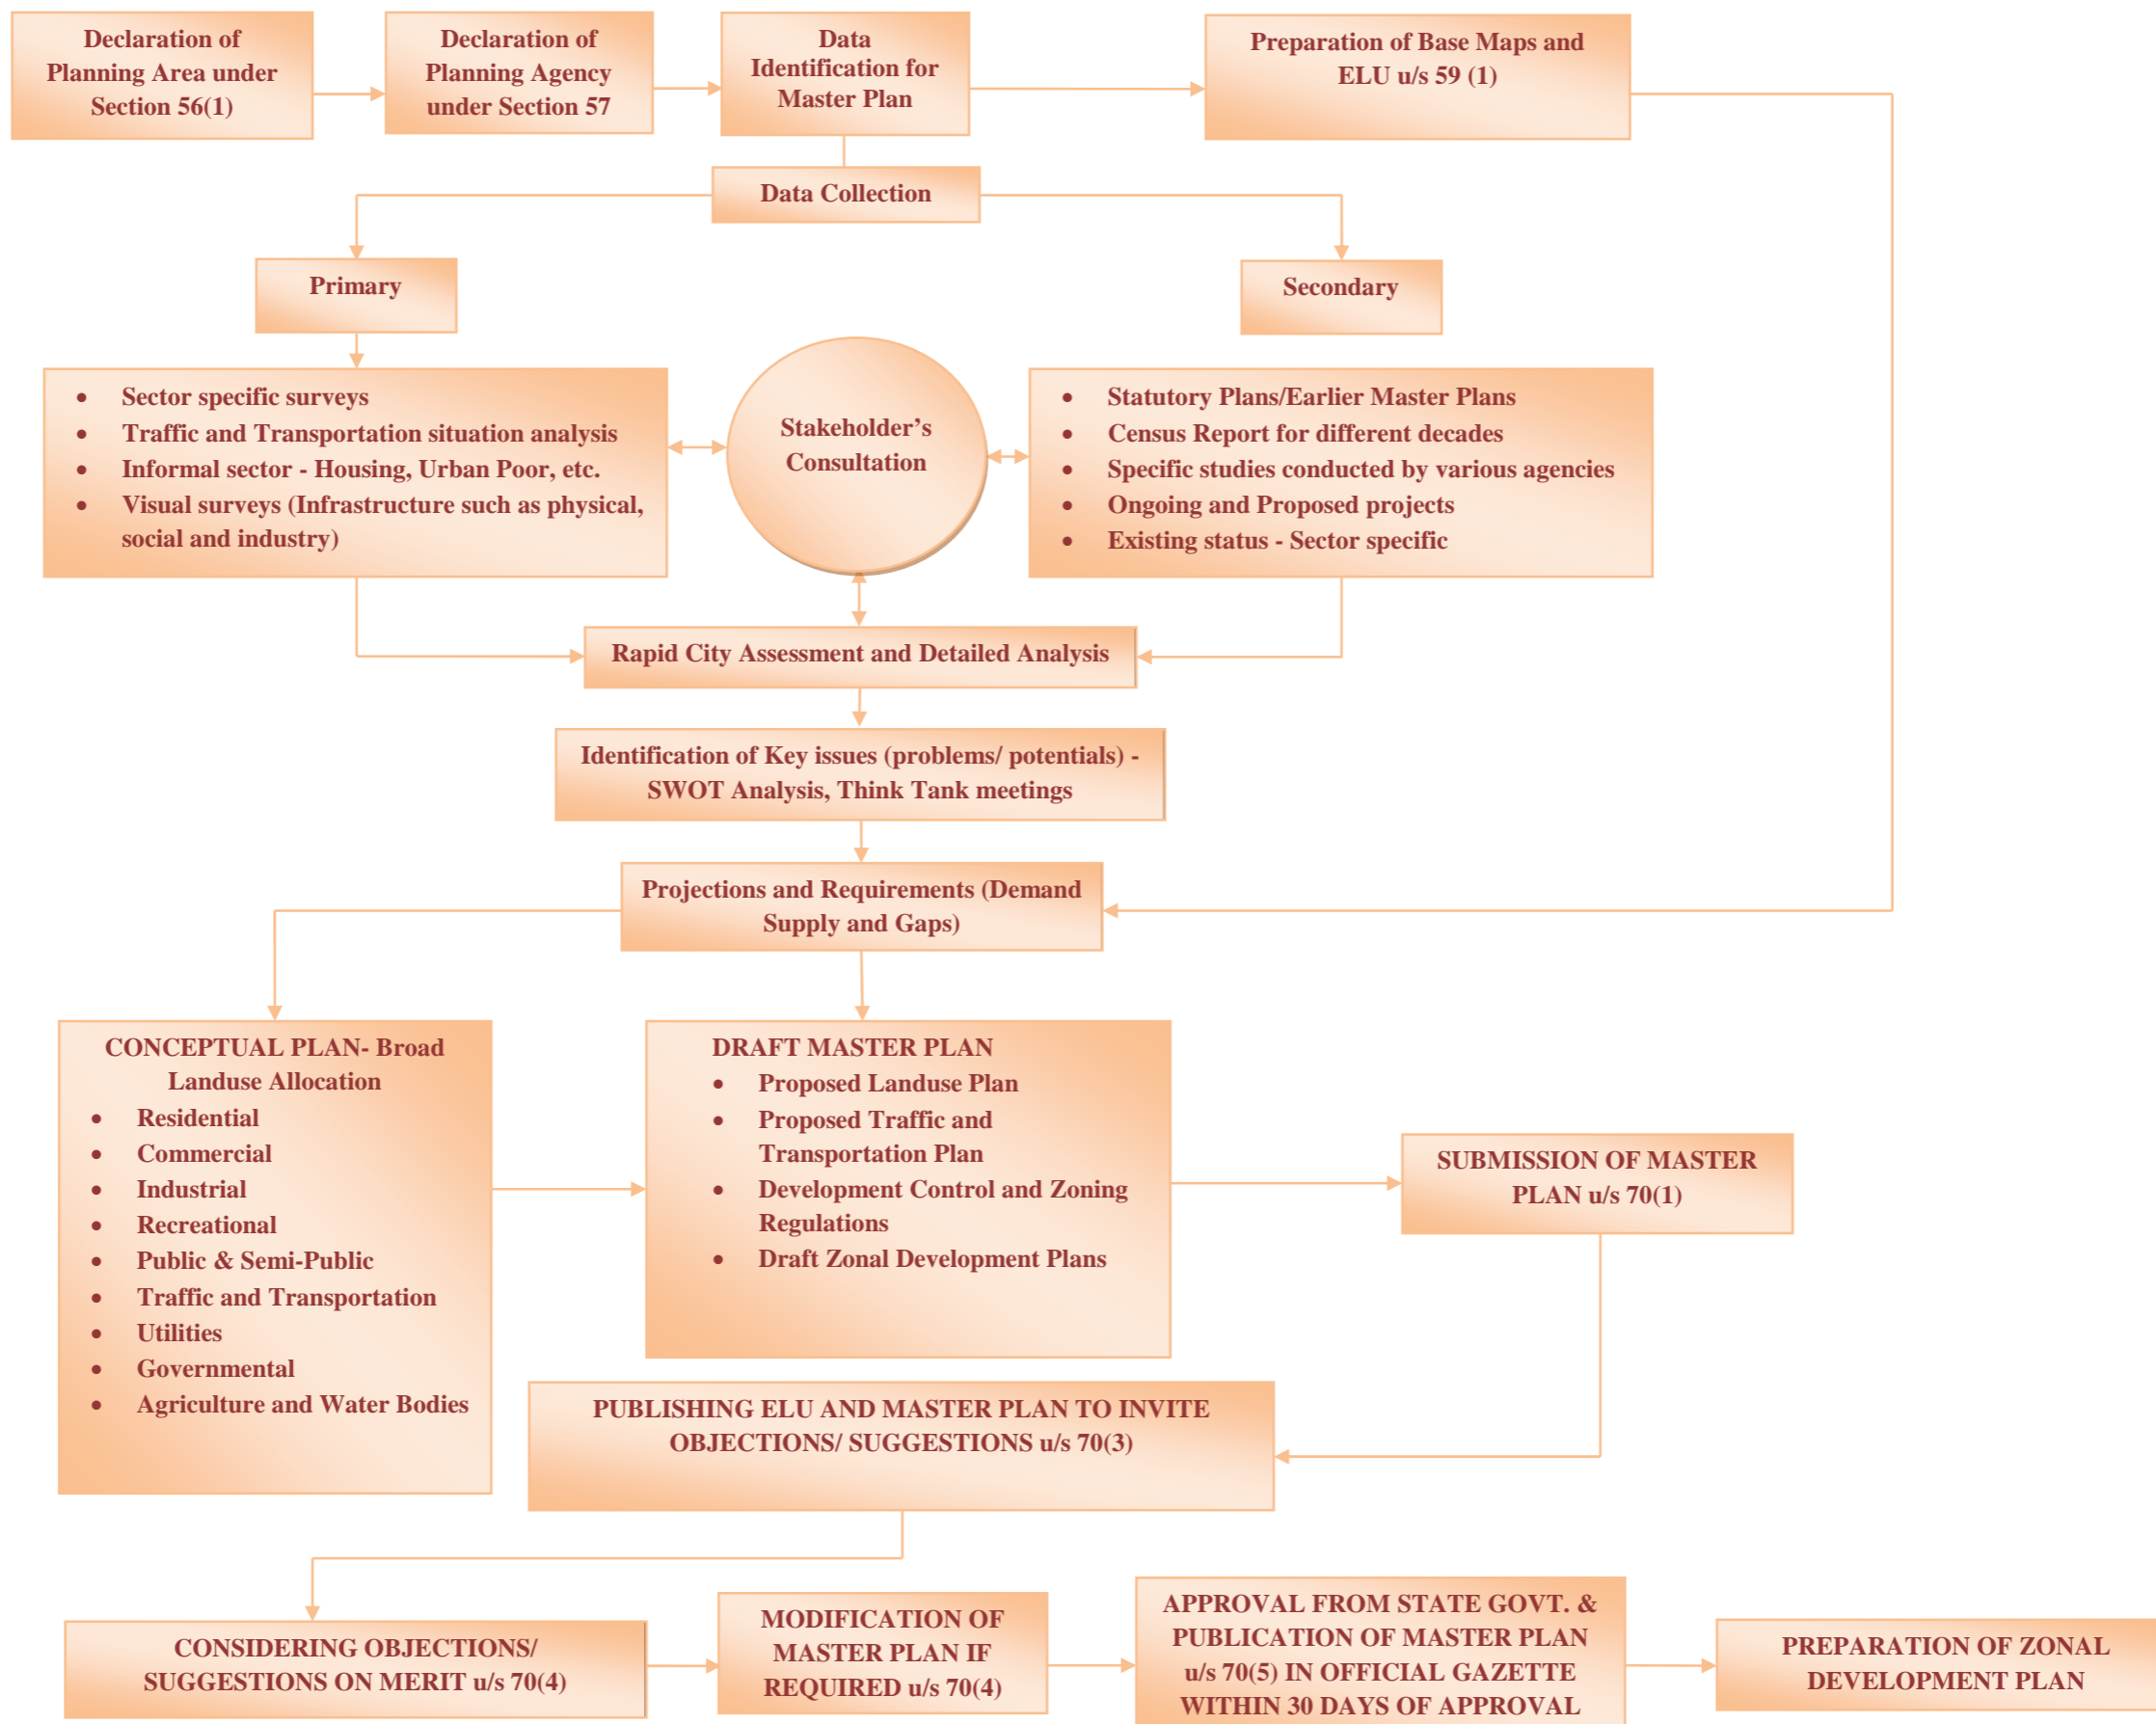 Declaration of
Planning Area under
Section 56(1)
Declaration of
Planning Agency
under Section 57
Data
Identification for
Master Plan
Preparation of Base Maps and
ELU u/s 59 (1)
Data Collection
Primary
Secondary
• Sector specific surveys
• Traffic and Transportation situation analysis
• Informal sector - Housing, Urban Poor, etc.
• Visual surveys (Infrastructure such as physical,
social and industry)
Stakeholder’s
Consultation
• Statutory Plans/Earlier Master Plans
• Census Report for different decades
• Specific studies conducted by various agencies
• Ongoing and Proposed projects
• Existing status - Sector specific
Rapid City Assessment and Detailed Analysis
Identification of Key issues (problems/ potentials) -
SWOT Analysis, Think Tank meetings
Projections and Requirements (Demand
Supply and Gaps)
CONCEPTUAL PLAN- Broad
Landuse Allocation
• Residential
• Commercial
• Industrial
• Recreational
• Public & Semi-Public
• Traffic and Transportation
• Utilities
• Governmental
• Agriculture and Water Bodies
DRAFT MASTER PLAN
• Proposed Landuse Plan
• Proposed Traffic and
Transportation Plan
• Development Control and Zoning
Regulations
• Draft Zonal Development Plans
SUBMISSION OF MASTER
PLAN u/s 70(1)
PUBLISHING ELU AND MASTER PLAN TO INVITE
OBJECTIONS/ SUGGESTIONS u/s 70(3)
CONSIDERING OBJECTIONS/
SUGGESTIONS ON MERIT u/s 70(4)
MODIFICATION OF
MASTER PLAN IF
REQUIRED u/s 70(4)
APPROVAL FROM STATE GOVT. &
PUBLICATION OF MASTER PLAN
u/s 70(5) IN OFFICIAL GAZETTE
WITHIN 30 DAYS OF APPROVAL
PREPARATION OF ZONAL
DEVELOPMENT PLAN